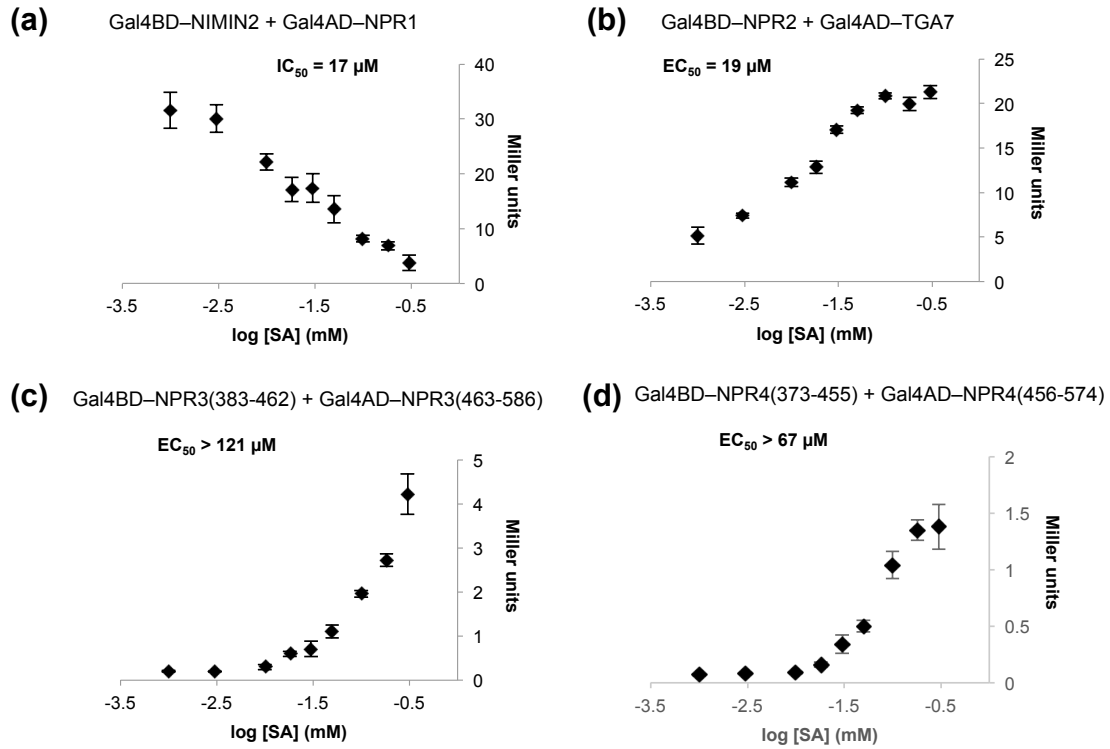 (a)
Gal4BD–NIMIN2 + Gal4AD–NPR1
IC50 = 17 µM
40
30
20
10
0
Miller units
-3.5
-2.5
-1.5
-0.5
log [SA] (mM)
(b)
Gal4BD–NPR2 + Gal4AD–TGA7
EC50 = 19 µM
25
20
15
10
5
0
Miller units
-3.5
-2.5
-1.5
-0.5
log [SA] (mM)
(c)
Gal4BD–NPR3(383-462) + Gal4AD–NPR3(463-586)
EC50 > 121 µM
5
4
3
2
1
0
Miller units
-3.5
-2.5
-1.5
-0.5
log [SA] (mM)
(d)
Gal4BD–NPR4(373-455) + Gal4AD–NPR4(456-574)
EC50 > 67 µM
2
1.5
1
0.5
0
Miller units
-3.5
-2.5
-1.5
-0.5
log [SA] (mM)